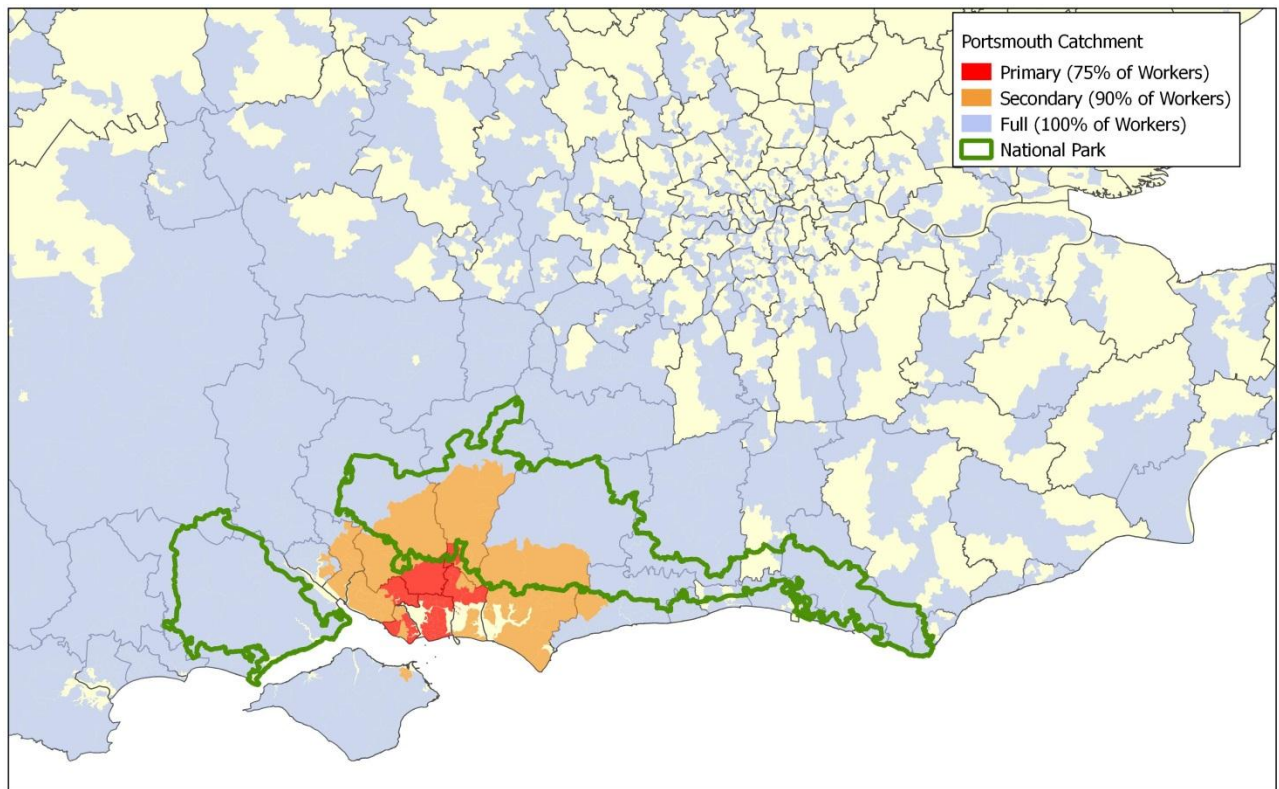 Portsmouth Catchment
Primary (75% of Workers)
Secondary (90% of Workers)
Full (100% of Workers)
National Park